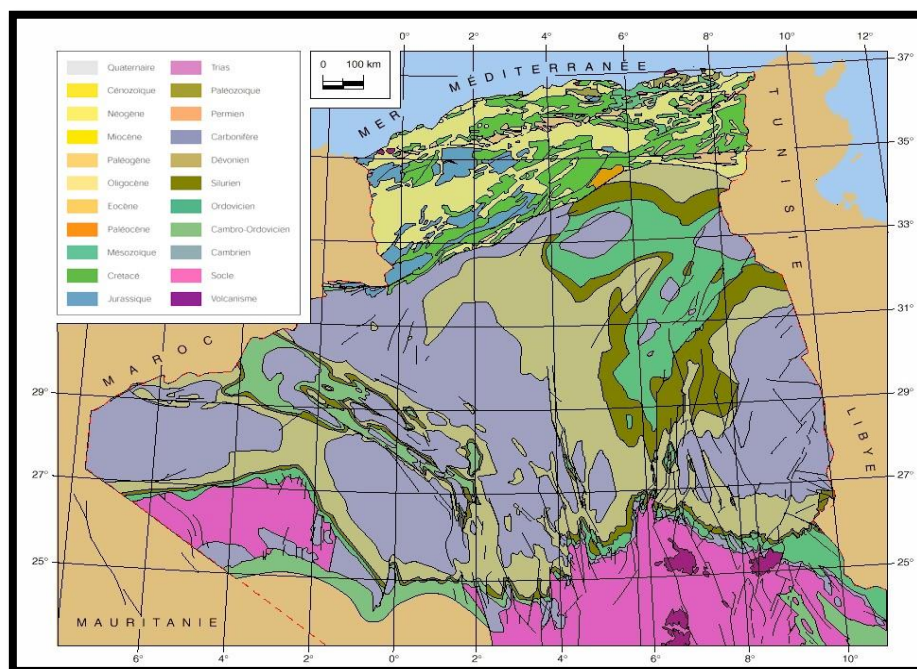 0° 2° 4° 6° 8° 10° 12°
37°
35°
34°
33°
31°
29°
27°
25°
0 100 km
MER MÉDITERRANÉE
TUNISIE
LIBYE
MAROC
MAURITANIE
Quaternaire
Cénozoïque
Néogène
Miocène
Paléogène
Oligocène
Eocène
Paléocène
Mésozoïque
Crétacé
Jurassique
Trias
Paléozoïque
Permien
Carbonifère
Dévonien
Silurien
Ordovicien
Cambro-Ordovicien
Cambrien
Socle
Volcanisme
29°
27°
25°
6° 4° 2° 0° 2° 4° 6° 8° 10°